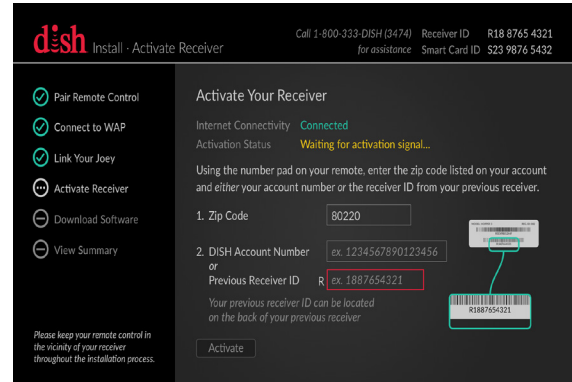 dish Install - Activate Receiver
Call 1-800-333-DISH (3474)
for assistance
Receiver ID R18 8765 4321
Smart Card ID S23 9876 5432
Pair Remote Control
Connect to WAP
Link Your Joey
Activate Receiver
Download Software
View Summary
Please keep your remote control in
the vicinity of your receiver
throughout the installation process.
Activate Your Receiver
Internet Connectivity Connected
Activation Status Waiting for activation signal...
Using the number pad on your remote, enter the zip code listed on your account
and either your account number or the receiver ID from your previous receiver.
1. Zip Code 80220
2. DISH Account Number ex. 1234567890123456
or
Previous Receiver ID R ex. 1887654321
Your previous receiver ID can be located
on the back of your previous receiver
Activate
R1887654321